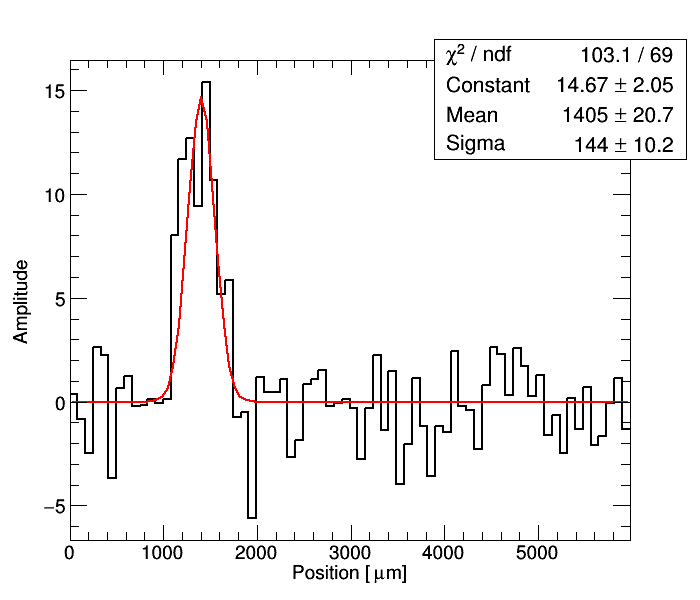 χ² / ndf 103.1 / 69
Constant 14.67 ± 2.05
Mean 1405 ± 20.7
Sigma 144 ± 10.2
15
10
5
0
−5
Amplitude
0 1000 2000 3000 4000 5000
Position [ μm]